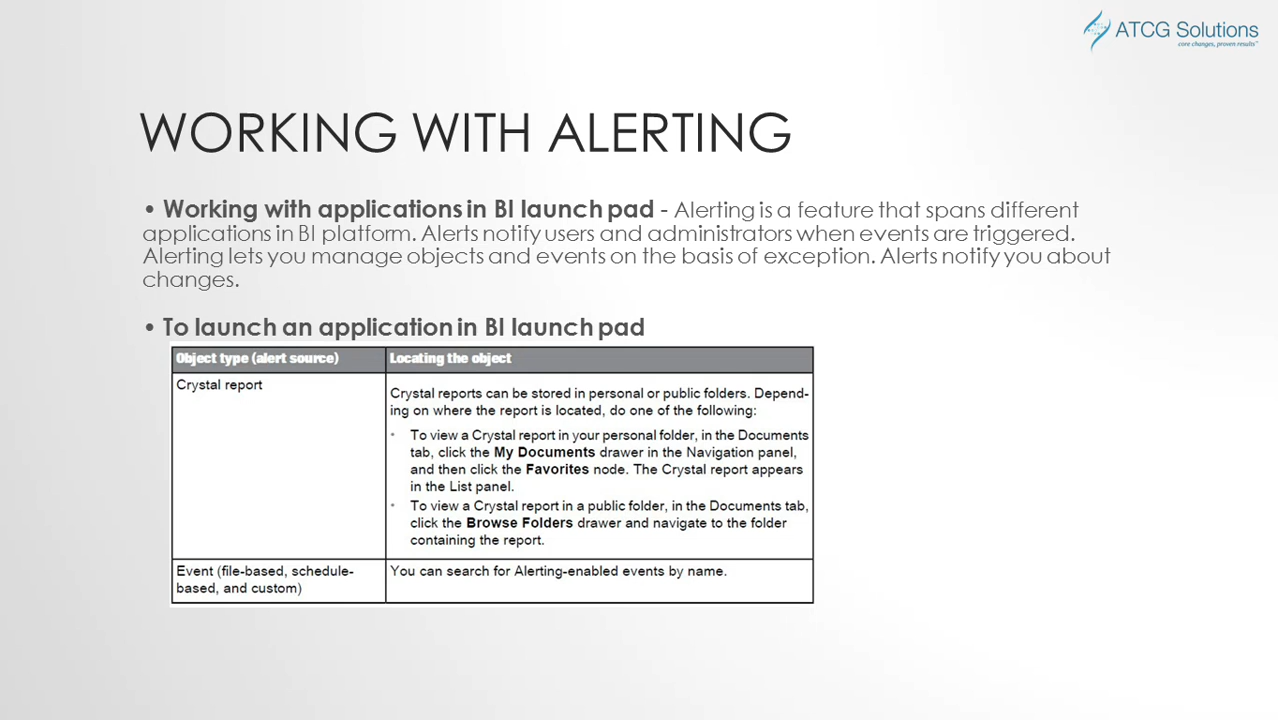 ATCG Solutions
core changes, proven results™
WORKING WITH ALERTING
• Working with applications in BI launch pad - Alerting is a feature that spans different
applications in BI platform. Alerts notify users and administrators when events are triggered.
Alerting lets you manage objects and events on the basis of exception. Alerts notify you about
changes.
• To launch an application in BI launch pad
Object type (alert source)
Locating the object
Crystal report
Crystal reports can be stored in personal or public folders. Depend-
ing on where the report is located, do one of the following:
• To view a Crystal report in your personal folder, in the Documents
tab, click the My Documents drawer in the Navigation panel,
and then click the Favorites node. The Crystal report appears
in the List panel.
• To view a Crystal report in a public folder, in the Documents tab,
click the Browse Folders drawer and navigate to the folder
containing the report.
Event (file-based, schedule-
based, and custom)
You can search for Alerting-enabled events by name.